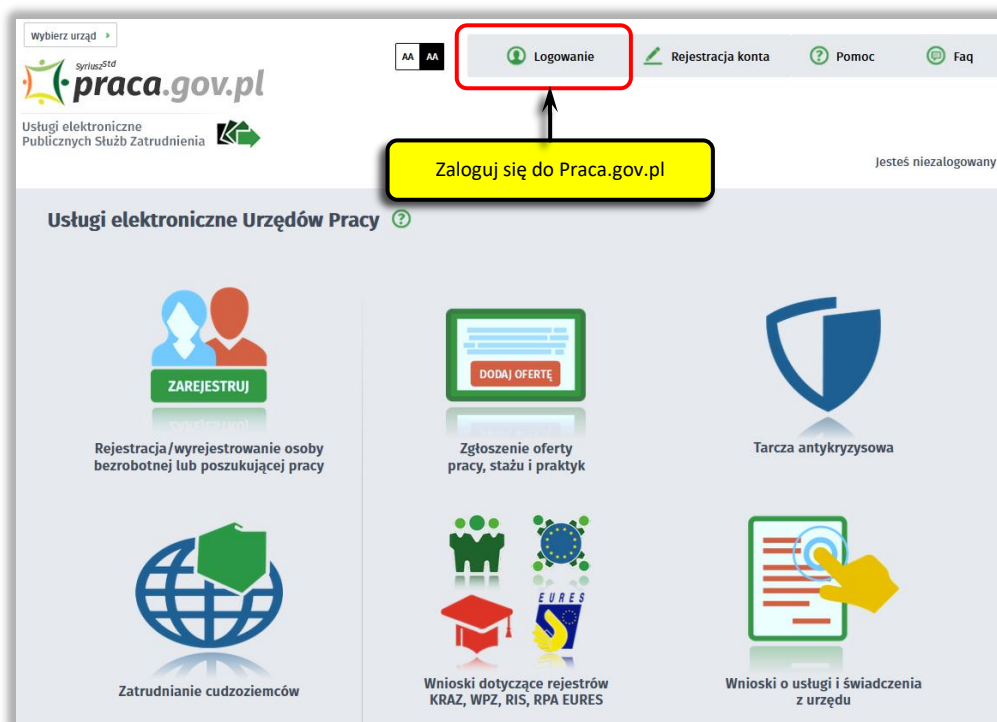 Wybierz urząd
SyriuszStd
praca.gov.pl
Usługi elektroniczne
Publicznych Służb Zatrudnienia
AA AA
Logowanie
Rejestracja konta
Pomoc
Faq
Zaloguj się do Praca.gov.pl
Jesteś niezalogowany
Usługi elektroniczne Urzędów Pracy
ZAREJESTRUJ
Rejestracja/wyrejestrowanie osoby
bezrobotnej lub poszukującej pracy
DODAJ OFERTĘ
Zgłoszenie oferty
pracy, stażu i praktyk
Tarcza antykryzysowa
Zatrudnianie cudzoziemców
EURES
Wnioski dotyczące rejestrów
KRAZ, WPZ, RIS, RPA EURES
Wnioski o usługi i świadczenia
z urzędu